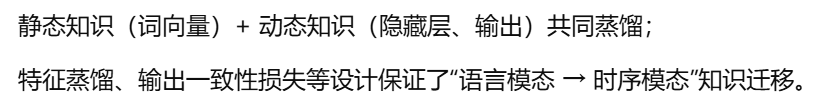 静态知识（词向量）+ 动态知识（隐藏层、输出）共同蒸馏；
特征蒸馏、输出一致性损失等设计保证了“语言模态 → 时序模态”知识迁移。